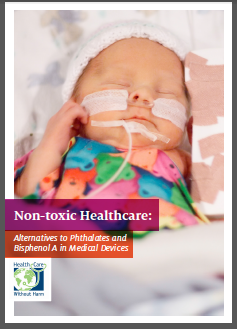 Non-toxic Healthcare:
Alternatives to Phthalates and
Bisphenol A in Medical Devices
Health Care
Without Harm